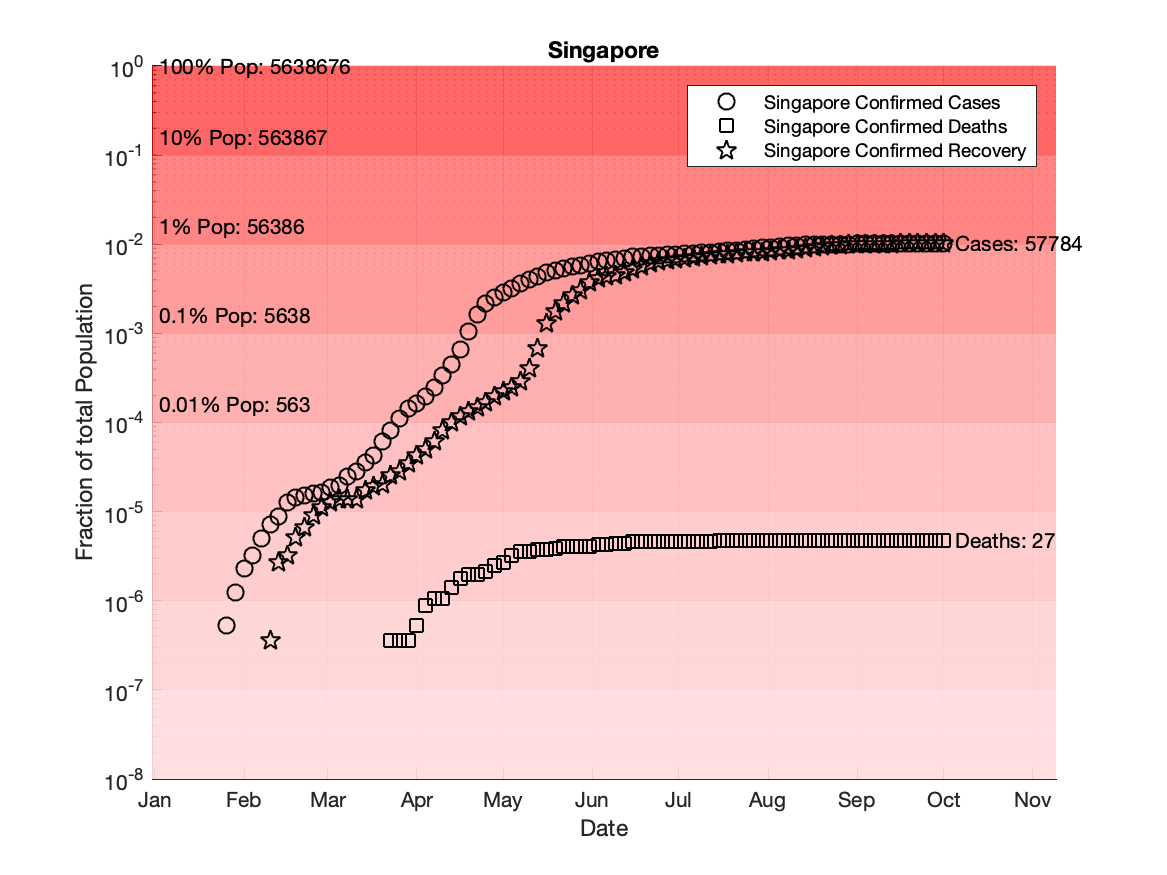 Singapore
10^0
100% Pop: 5638676
Singapore Confirmed Cases
Singapore Confirmed Deaths
Singapore Confirmed Recovery
10% Pop: 563867
10^-1
1% Pop: 56386
10^-2
Cases: 57784
0.1% Pop: 5638
10^-3
0.01% Pop: 563
10^-4
10^-5
Deaths: 27
10^-6
10^-7
10^-8
Fraction of total Population
Jan Feb Mar Apr May Jun Jul Aug Sep Oct Nov
Date